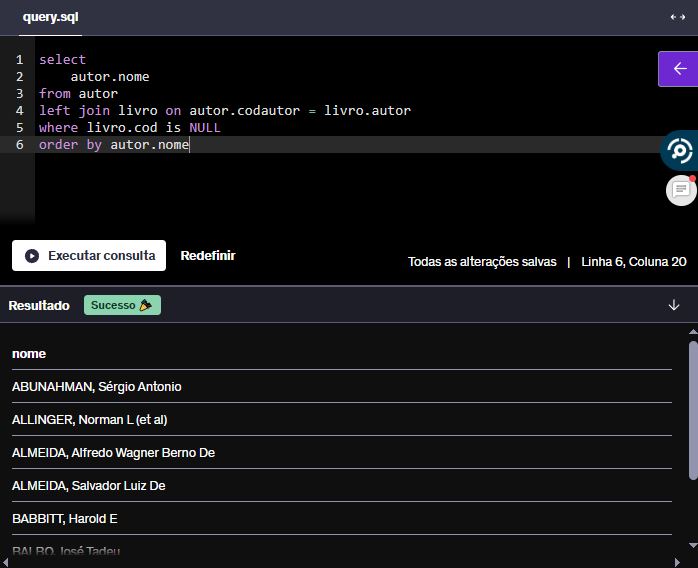 query.sql
1 select
2 autor.nome
3 from autor
4 left join livro on autor.codautor = livro.autor
5 where livro.cod is NULL
6 order by autor.nome
Executar consulta Redefinir Todas as alterações salvas | Linha 6, Coluna 20
Resultado Sucesso
nome
ABUNAHMAN, Sérgio Antonio
ALLINGER, Norman L (et al)
ALMEIDA, Alfredo Wagner Berno De
ALMEIDA, Salvador Luiz De
BABBITT, Harold E
BALBO, José Tadeu